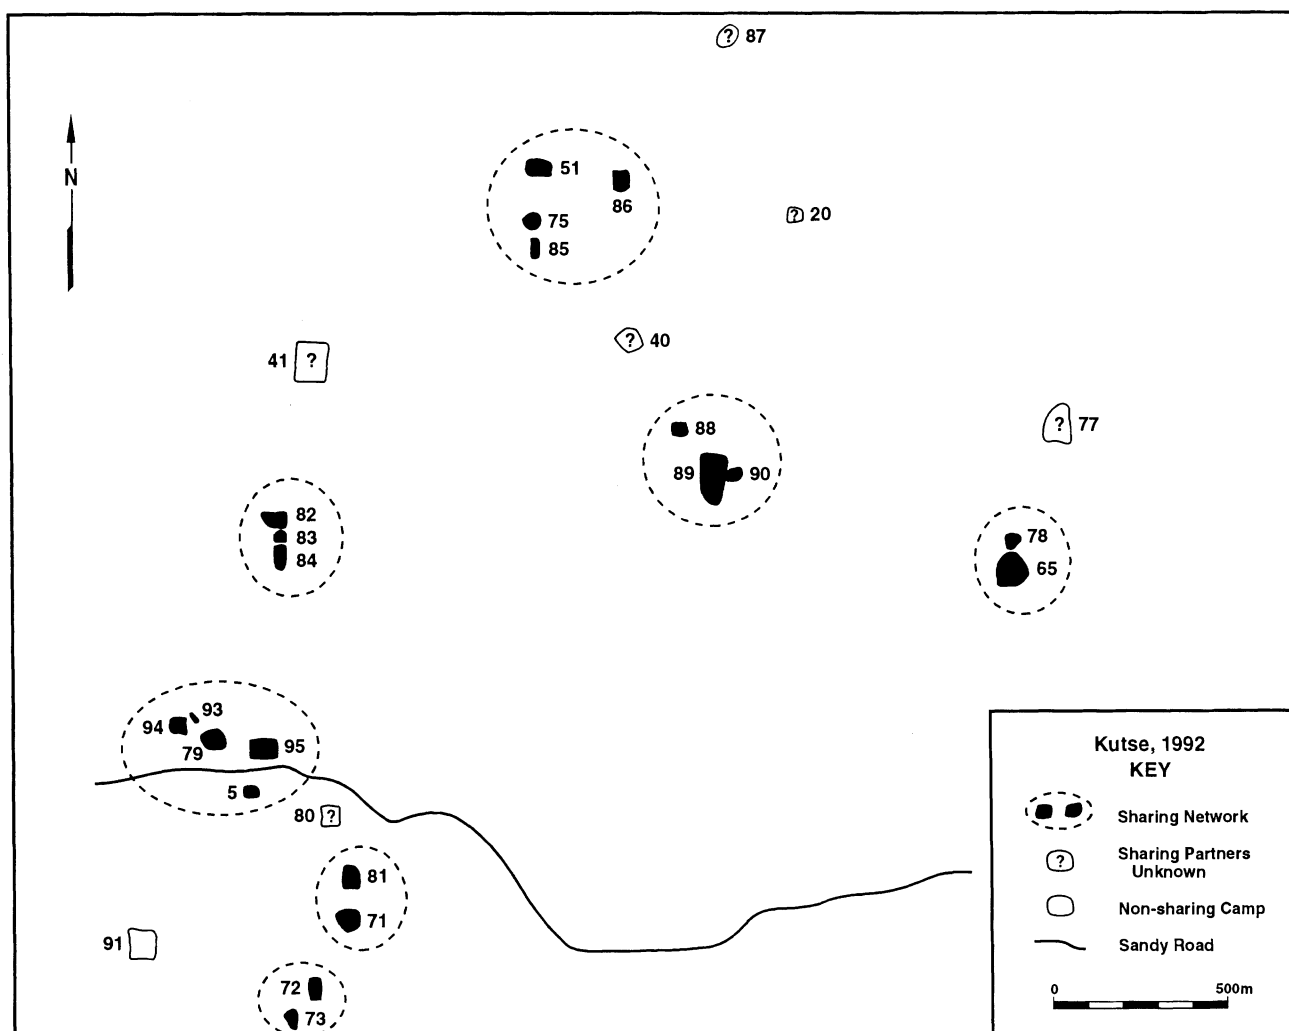 ? 87
N
51
86
75
? 20
85
41 ?
? 40
88
? 77
89 90
82
83
84
78
65
93
94
79 95
5
80 ?
81
71
91
72
73
Kutse, 1992
KEY
Sharing Network
? Sharing Partners
Unknown
Non-sharing Camp
Sandy Road
0 500m